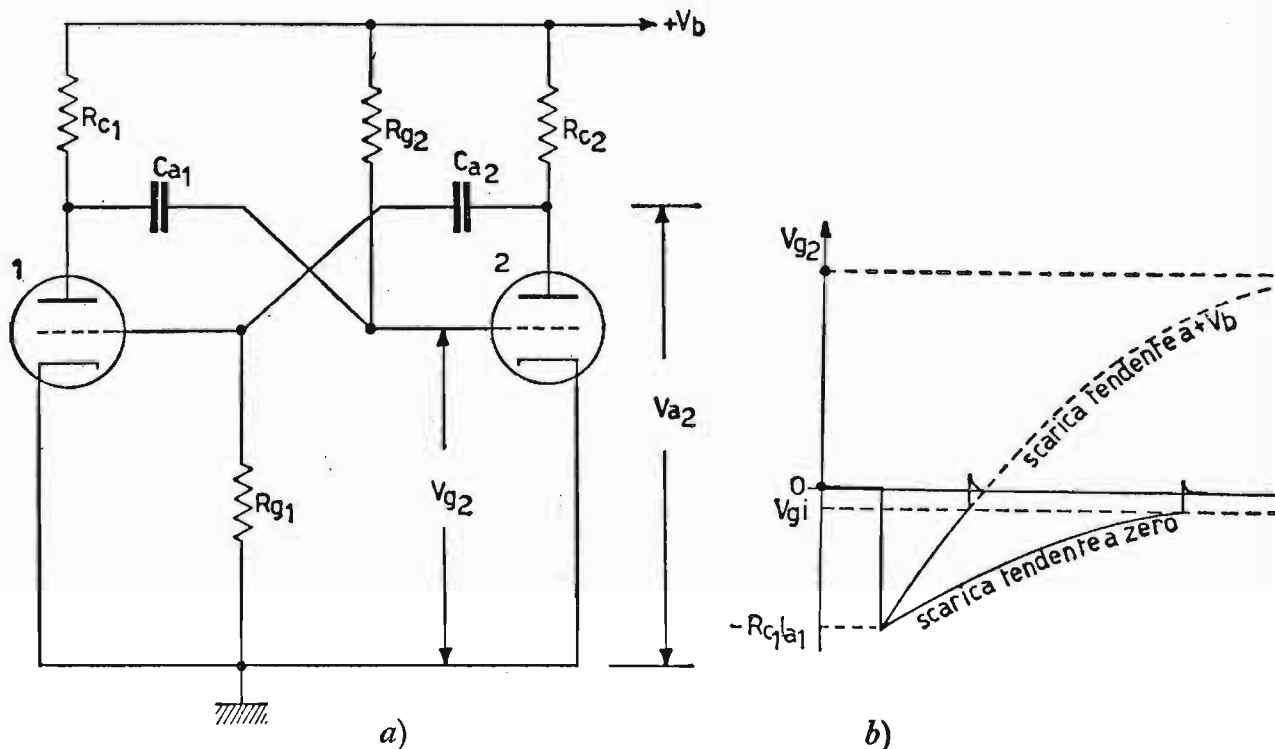 +Vb
Rc1
Rg2
Rc2
Ca1
Ca2
1
2
Va2
Vg2
Rg1
a)
Vg2
0
Vgi
-Rc1Ia1
scarica tendente a +Vb
scarica tendente a zero
b)